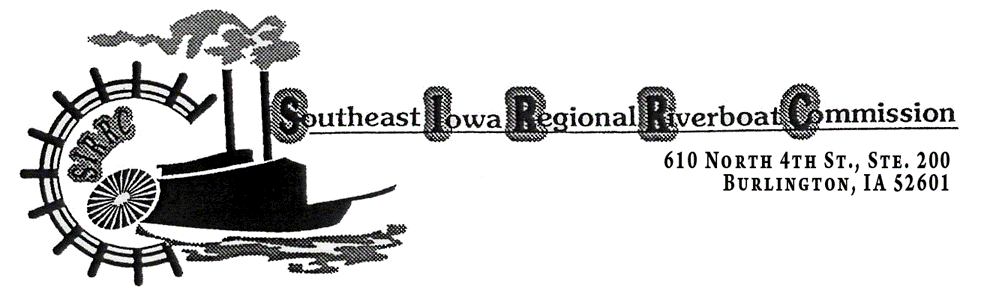 SIRRC
Southeast Iowa Regional Riverboat Commission
610 North 4th St., Ste. 200
Burlington, IA 52601